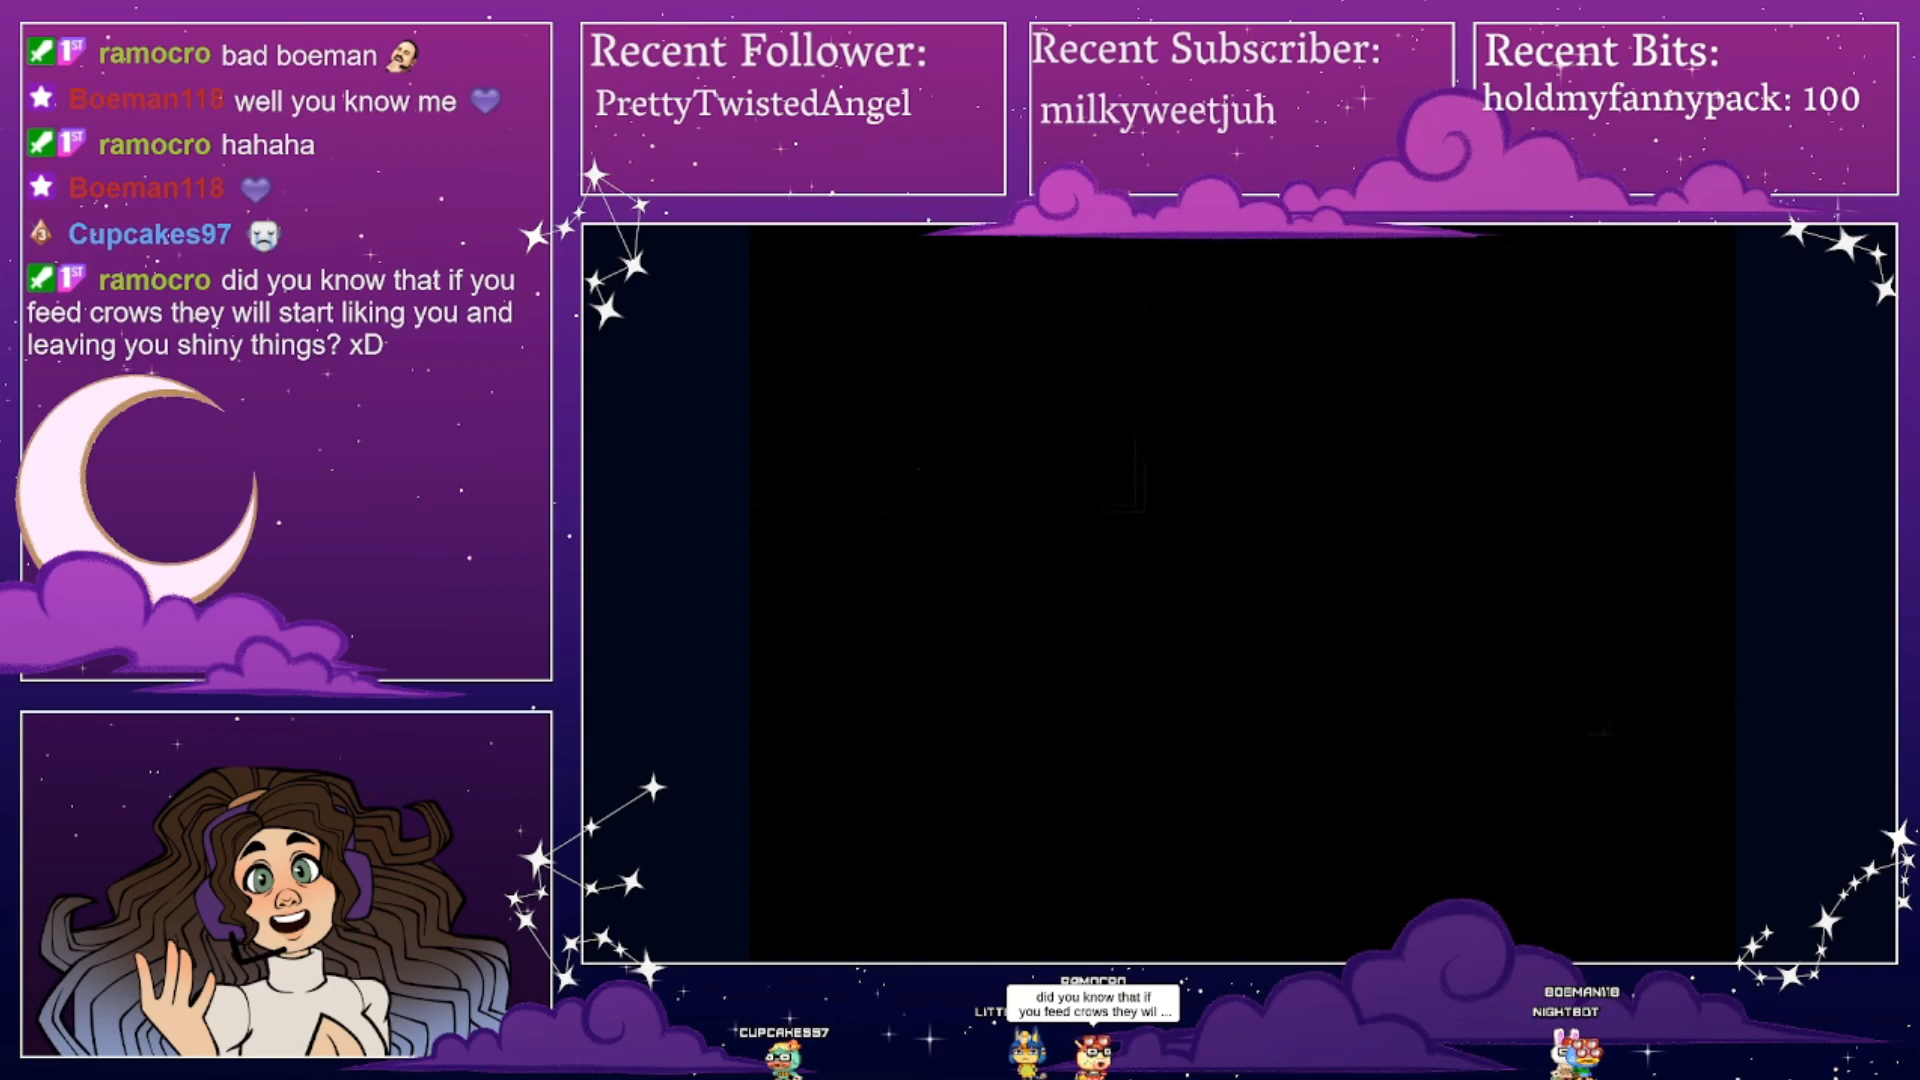 ramocro bad boeman
Boeman118 well you know me
ramocro hahaha
Boeman118
Cupcakes97
ramocro did you know that if you
feed crows they will start liking you and
leaving you shiny things? xD
Recent Follower:
PrettyTwistedAngel
Recent Subscriber:
milkyweetjuh
Recent Bits:
holdmyfannypack: 100
CUPCAKES97
LITT
did you know that if
you feed crows they wil ...
BOEMAN118
NIGHTBOT